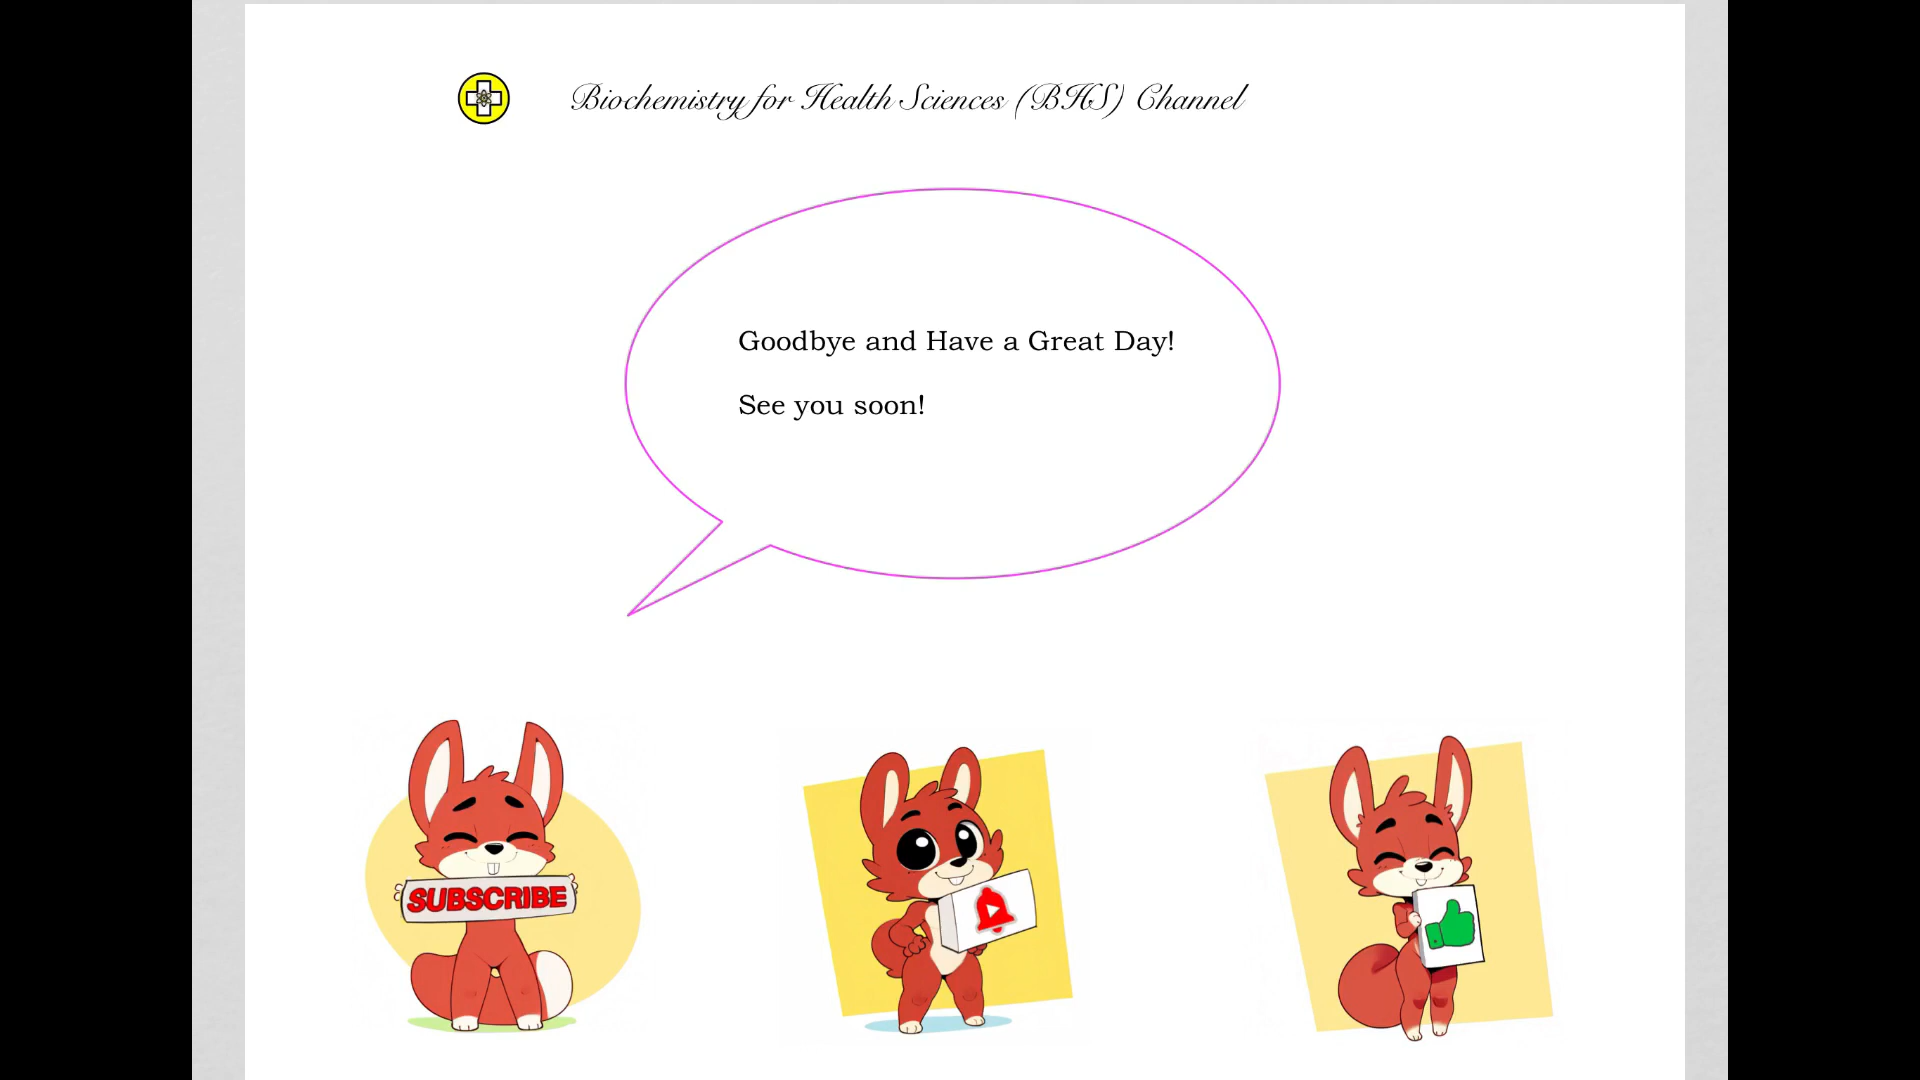 Biochemistry for Health Sciences (BHS) Channel
Goodbye and Have a Great Day!
See you soon!
SUBSCRIBE